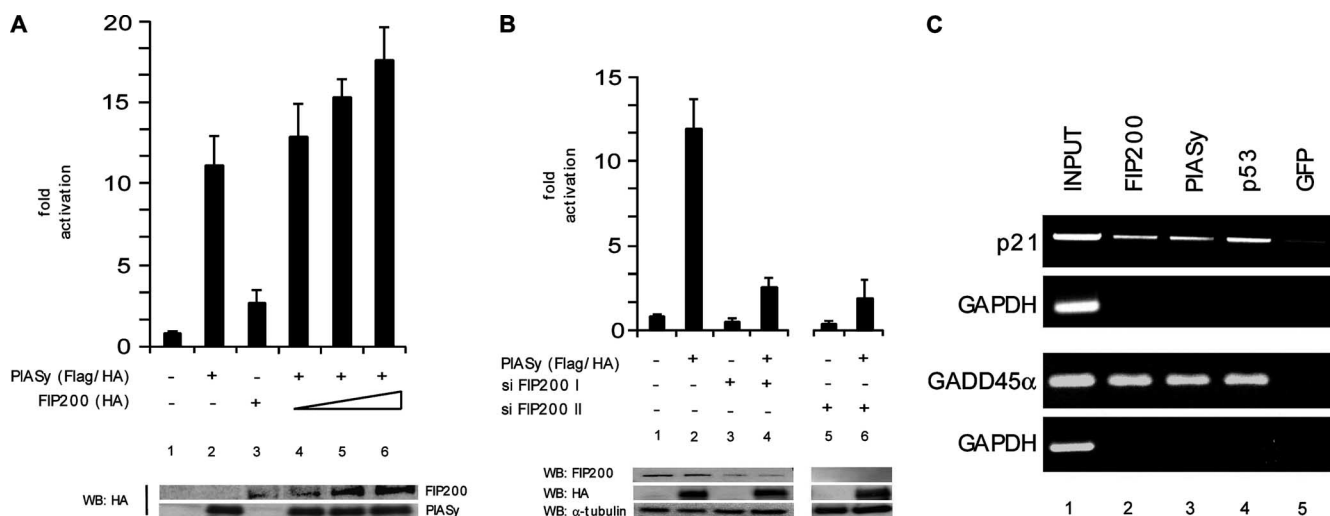 A
20
15
10
5
0
fold
activation
PIASy (Flag/HA) - + - + + +
FIP200 (HA) - - +
1 2 3 4 5 6
WB: HA
FIP200
PIASy
B
15
10
5
0
fold
activation
PIASy (Flag/HA) - + - + - +
si FIP200 I - - + + - -
si FIP200 II - - - - + +
1 2 3 4 5 6
WB: FIP200
WB: HA
WB: α-tubulin
C
INPUT FIP200 PIASy p53 GFP
p21
GAPDH
GADD45α
GAPDH
1 2 3 4 5